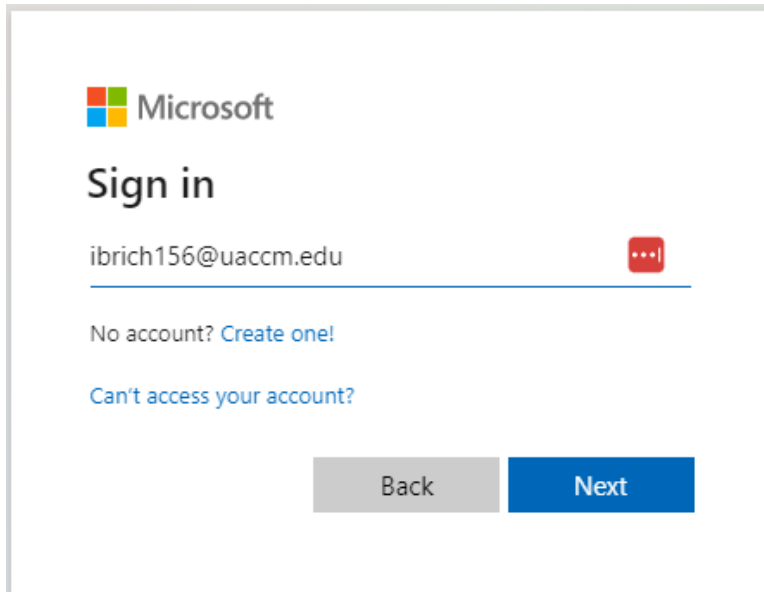 Microsoft
Sign in
ibrich156@uaccm.edu
No account? Create one!
Can't access your account?
Back Next